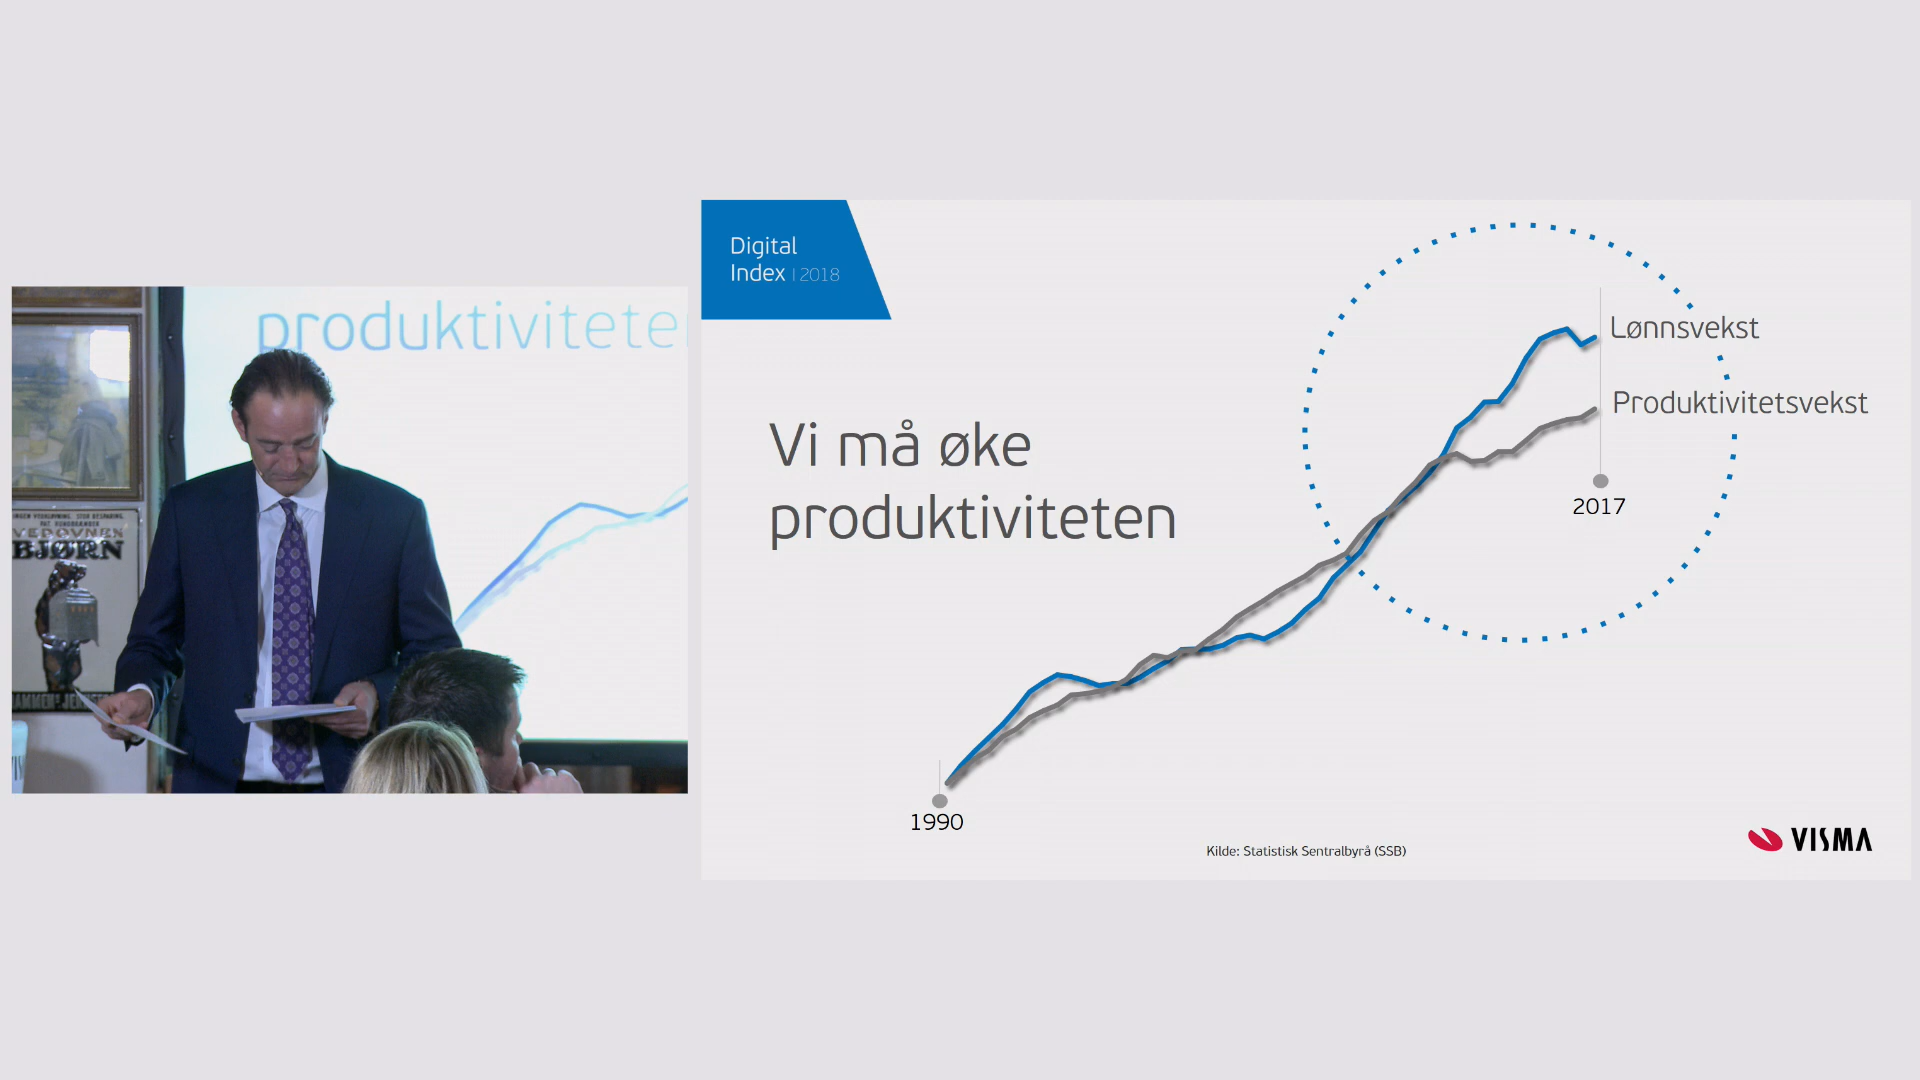 produktivitete
VEDOVNEN
BJØRN
Digital
Index | 2018
Vi må øke
produktiviteten
Lønnsvekst
Produktivitetsvekst
2017
1990
Kilde: Statistisk Sentralbyrå (SSB)
VISMA